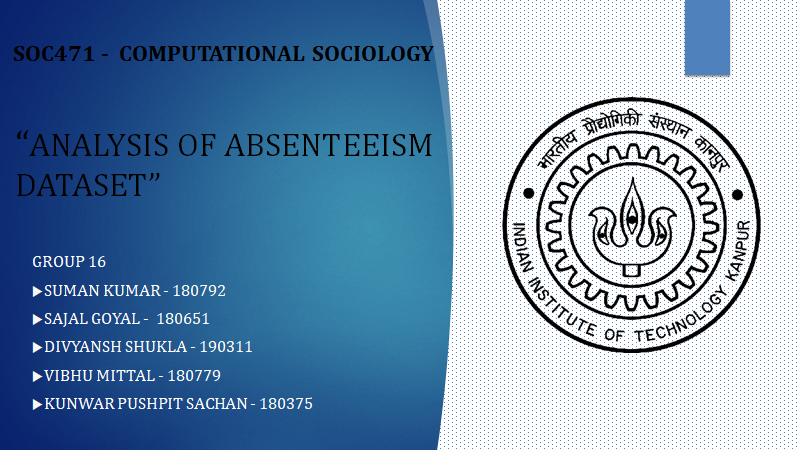 SOC471 - COMPUTATIONAL SOCIOLOGY
“ANALYSIS OF ABSENTEEISM
DATASET”
GROUP 16
▶SUMAN KUMAR - 180792
▶SAJAL GOYAL - 180651
▶DIVYANSH SHUKLA - 190311
▶VIBHU MITTAL - 180779
▶KUNWAR PUSHPIT SACHAN - 180375
भारतीय प्रौद्योगिकी संस्थान कानपुर
INDIAN INSTITUTE OF TECHNOLOGY KANPUR